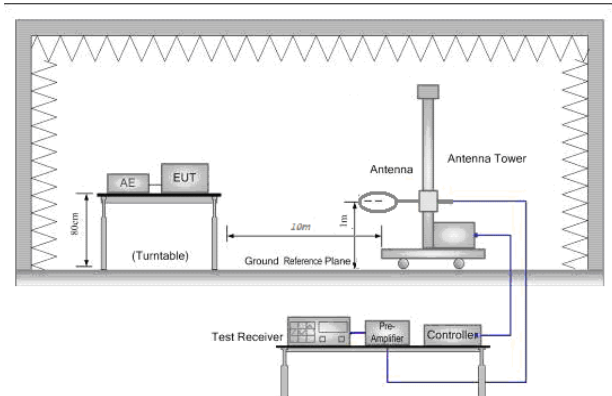 Antenna Tower
Antenna
EUT
AE
80cm
(Turntable)
10m
1m
Ground Reference Plane
Test Receiver
Pre-
Amplifier
Controller